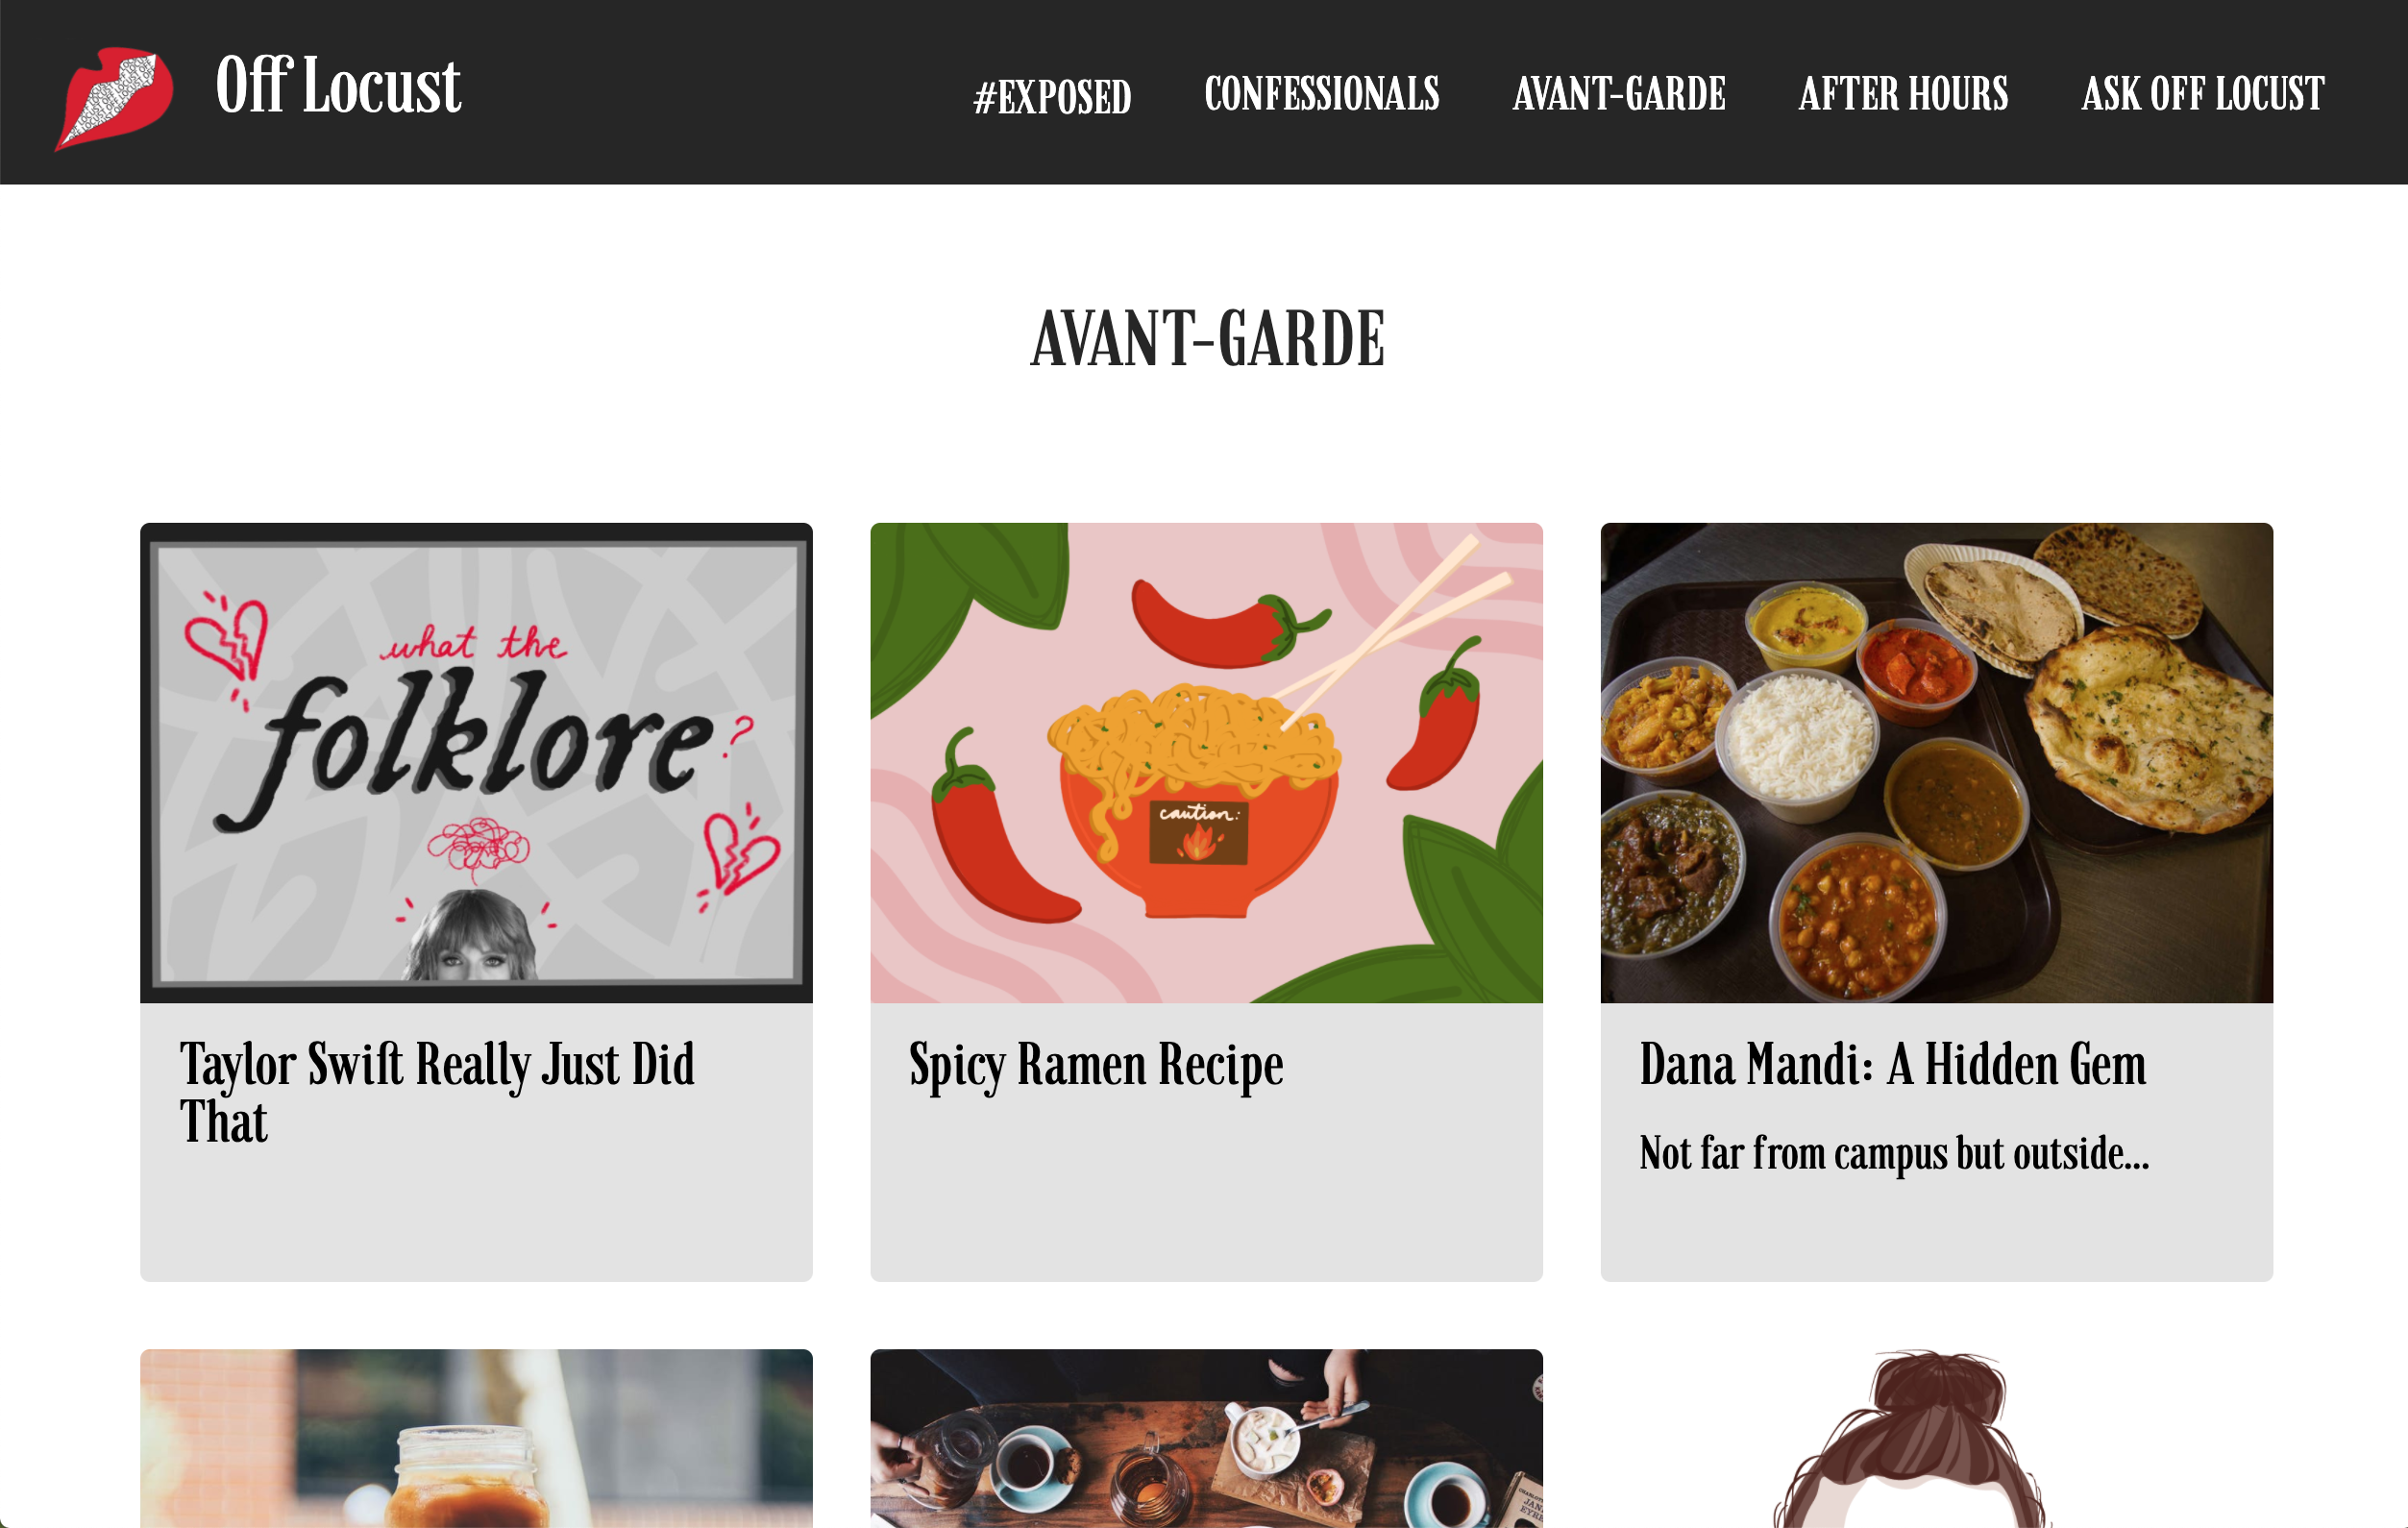 Off Locust
#EXPOSED
CONFESSIONALS
AVANT-GARDE
AFTER HOURS
ASK OFF LOCUST
AVANT-GARDE
what the
folklore?
caution:
Taylor Swift Really Just Did
That
Spicy Ramen Recipe
Dana Mandi: A Hidden Gem
Not far from campus but outside...